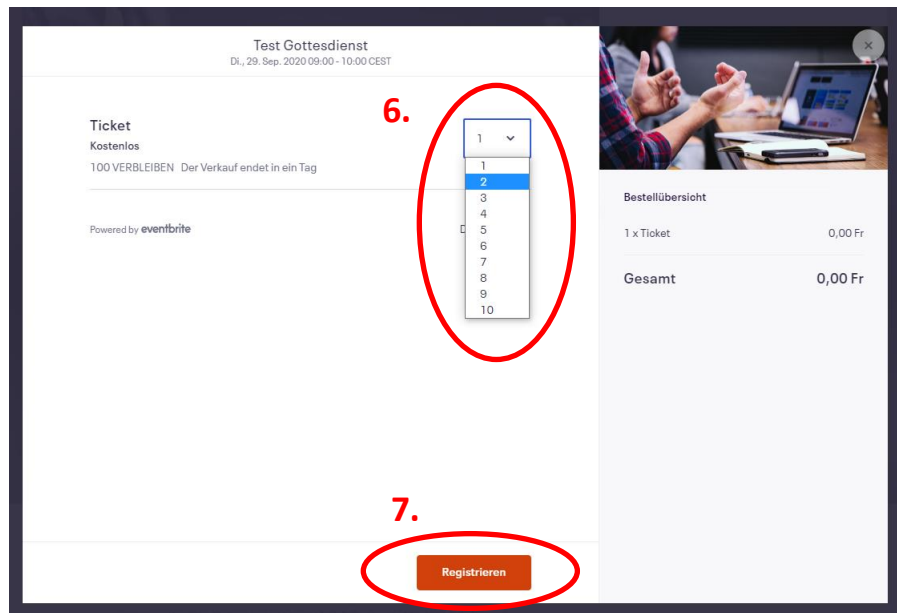 Test Gottesdienst
Di., 29. Sep. 2020 09:00 - 10:00 CEST
6.
Ticket
Kostenlos
100 VERBLEIBEN Der Verkauf endet in ein Tag
1
1
2
3
4
5
6
7
8
9
10
Powered by eventbrite
D
7.
Registrieren
×
Bestellübersicht
1 x Ticket 0,00 Fr
Gesamt 0,00 Fr